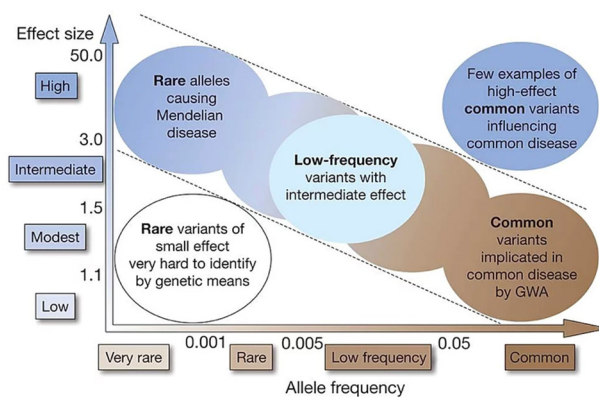 Effect size
50.0
High
3.0
Intermediate
1.5
Modest
1.1
Low
Rare alleles
causing
Mendelian
disease
Low-frequency
variants with
intermediate effect
Few examples of
high-effect
common variants
influencing
common disease
Rare variants of
small effect
very hard to identify
by genetic means
Common
variants
implicated in
common disease
by GWA
0.001
0.005
0.05
Very rare
Rare
Low frequency
Common
Allele frequency